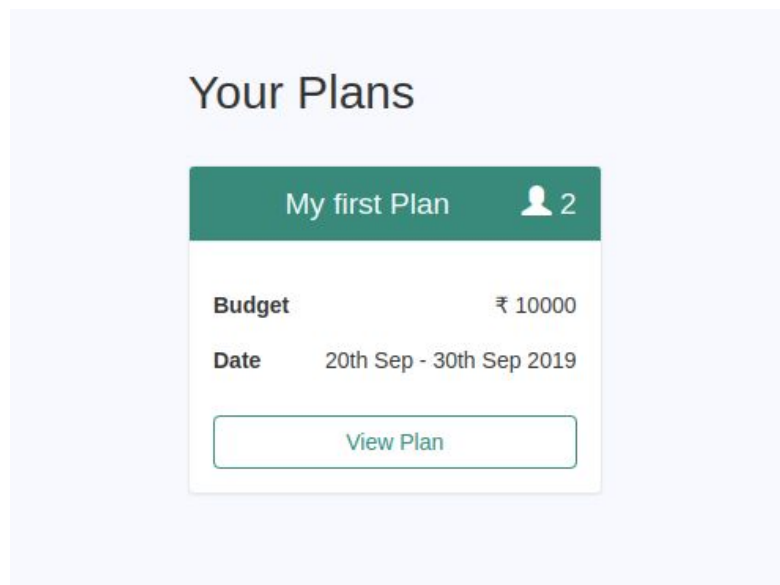 Your Plans
My first Plan 2
Budget ₹ 10000
Date 20th Sep - 30th Sep 2019
View Plan